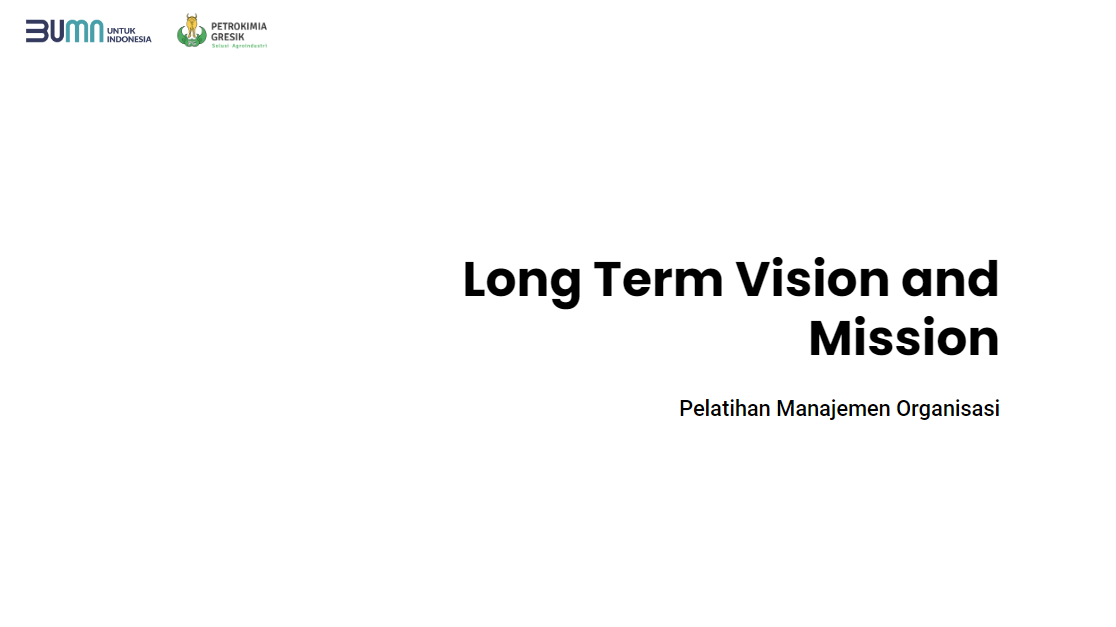 BUMN UNTUK
INDONESIA
PETROKIMIA
GRESIK
Solusi Agroindustri
Long Term Vision and
Mission
Pelatihan Manajemen Organisasi